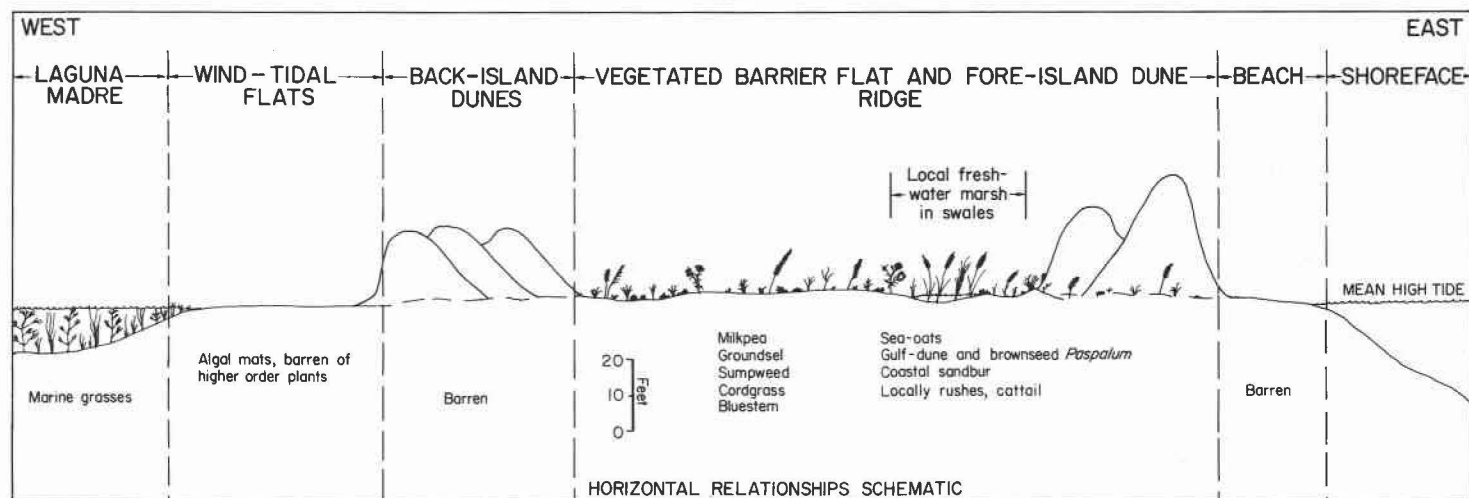 WEST
EAST
LAGUNA MADRE
WIND-TIDAL FLATS
BACK-ISLAND DUNES
VEGETATED BARRIER FLAT AND FORE-ISLAND DUNE RIDGE
BEACH
SHOREFACE
Local fresh-
water marsh
in swales
MEAN HIGH TIDE
Algal mats, barren of
higher order plants
Marine grasses
Barren
20
10
0
Feet
Milkpea
Groundsel
Sumpweed
Cordgrass
Bluestem
Sea-oats
Gulf-dune and brownseed Paspalum
Coastal sandbur
Locally rushes, cattail
Barren
HORIZONTAL RELATIONSHIPS SCHEMATIC